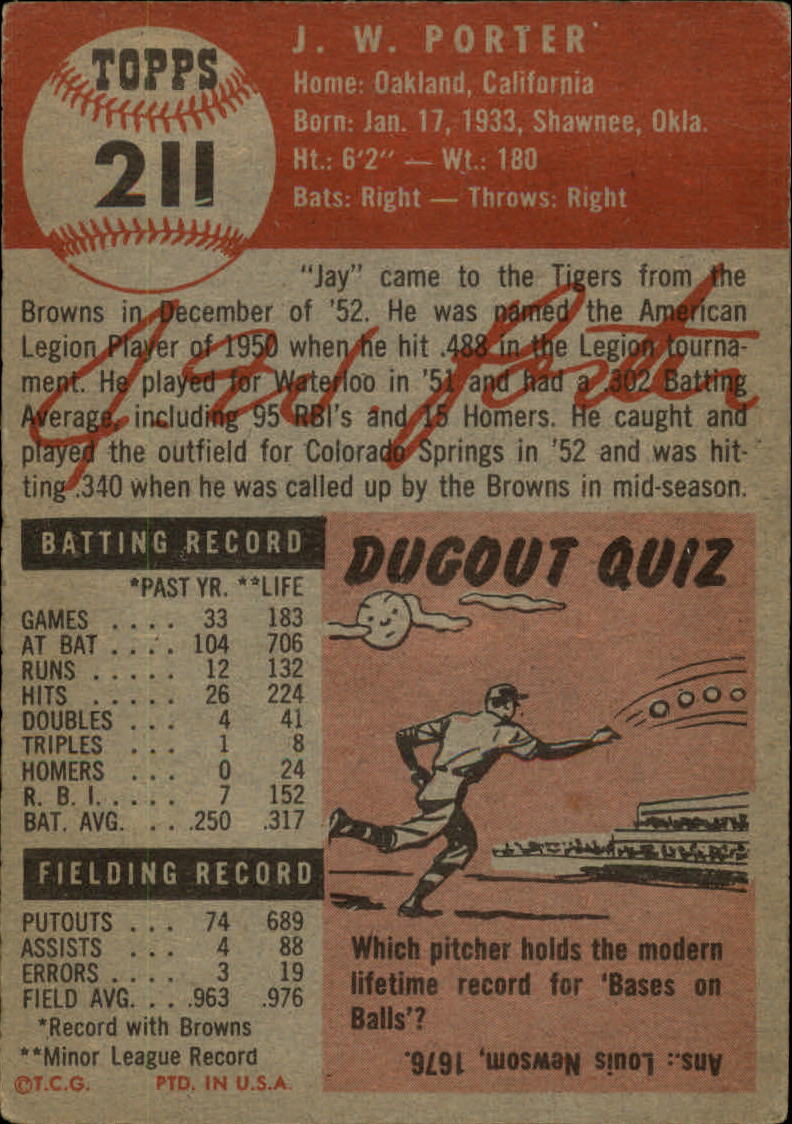 TOPPS
211
J. W. PORTER
Home: Oakland, California
Born: Jan. 17, 1933, Shawnee, Okla.
Ht.: 6'2" — Wt.: 180
Bats: Right — Throws: Right
"Jay" came to the Tigers from the
Browns in December of '52. He was named the American
Legion Player of 1950 when he hit .488 in the Legion tourna-
ment. He played for Waterloo in '51 and had a .302 Batting
Average, including 95 RBI's and 15 Homers. He caught and
played the outfield for Colorado Springs in '52 and was hit-
ting .340 when he was called up by the Browns in mid-season.
J. W. Porter
BATTING RECORD
*PAST YR. **LIFE
GAMES . . . . 33 183
AT BAT . . . . 104 706
RUNS . . . . . 12 132
HITS . . . . . 26 224
DOUBLES . . . 4 41
TRIPLES . . . 1 8
HOMERS . . . 0 24
R. B. I. . . . . 7 152
BAT. AVG. . . .250 .317
FIELDING RECORD
PUTOUTS . . . 74 689
ASSISTS . . . 4 88
ERRORS . . . . 3 19
FIELD AVG. . . .963 .976
*Record with Browns
**Minor League Record
©T.C.G. PTD. IN U.S.A.
DUGOUT QUIZ
Which pitcher holds the modern
lifetime record for 'Bases on
Balls'?
Ans.: Louis Newsom, 1676.